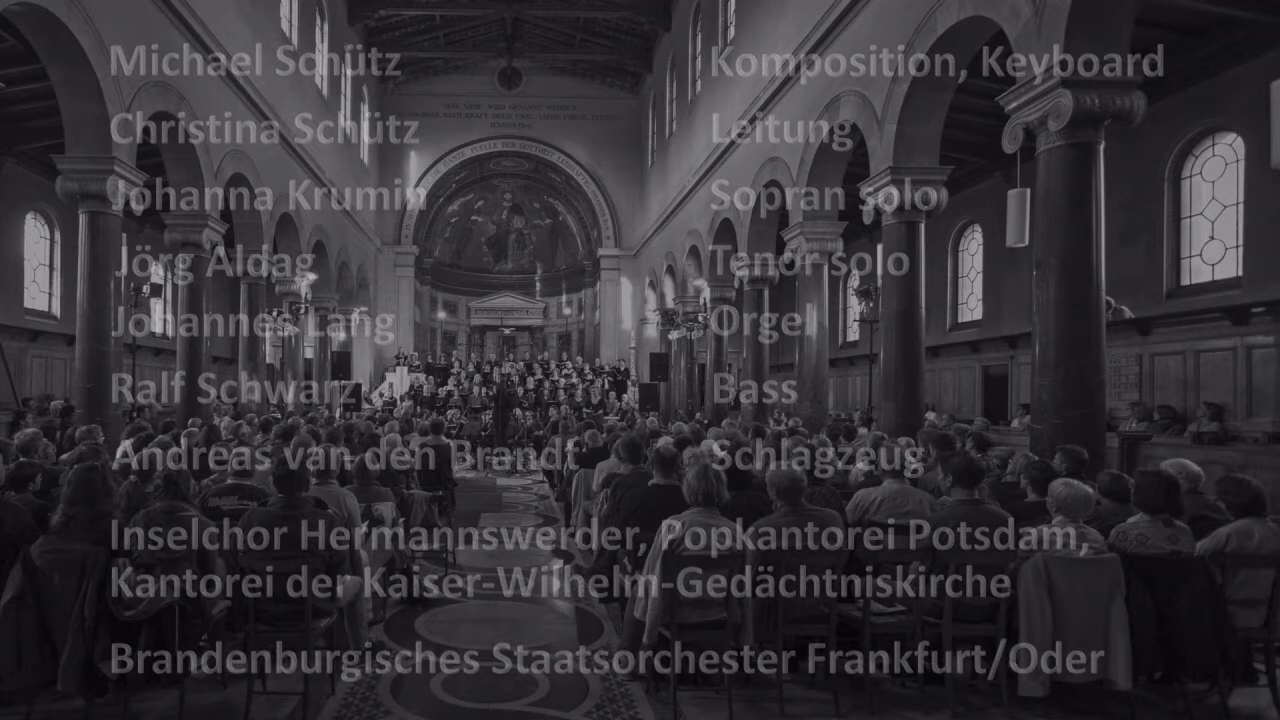 Michael Schütz Komposition, Keyboard
Christina Schütz Leitung
Johanna Krumin Sopran solo
Jörg Aldag Tenor solo
Johannes Lang Orgel
Ralf Schwarz Bass
Andreas van den Brandt Schlagzeug
Inselchor Hermannswerder, Popkantorei Potsdam
Kantorei der Kaiser-Wilhelm-Gedächtniskirche
Brandenburgisches Staatsorchester Frankfurt/Oder